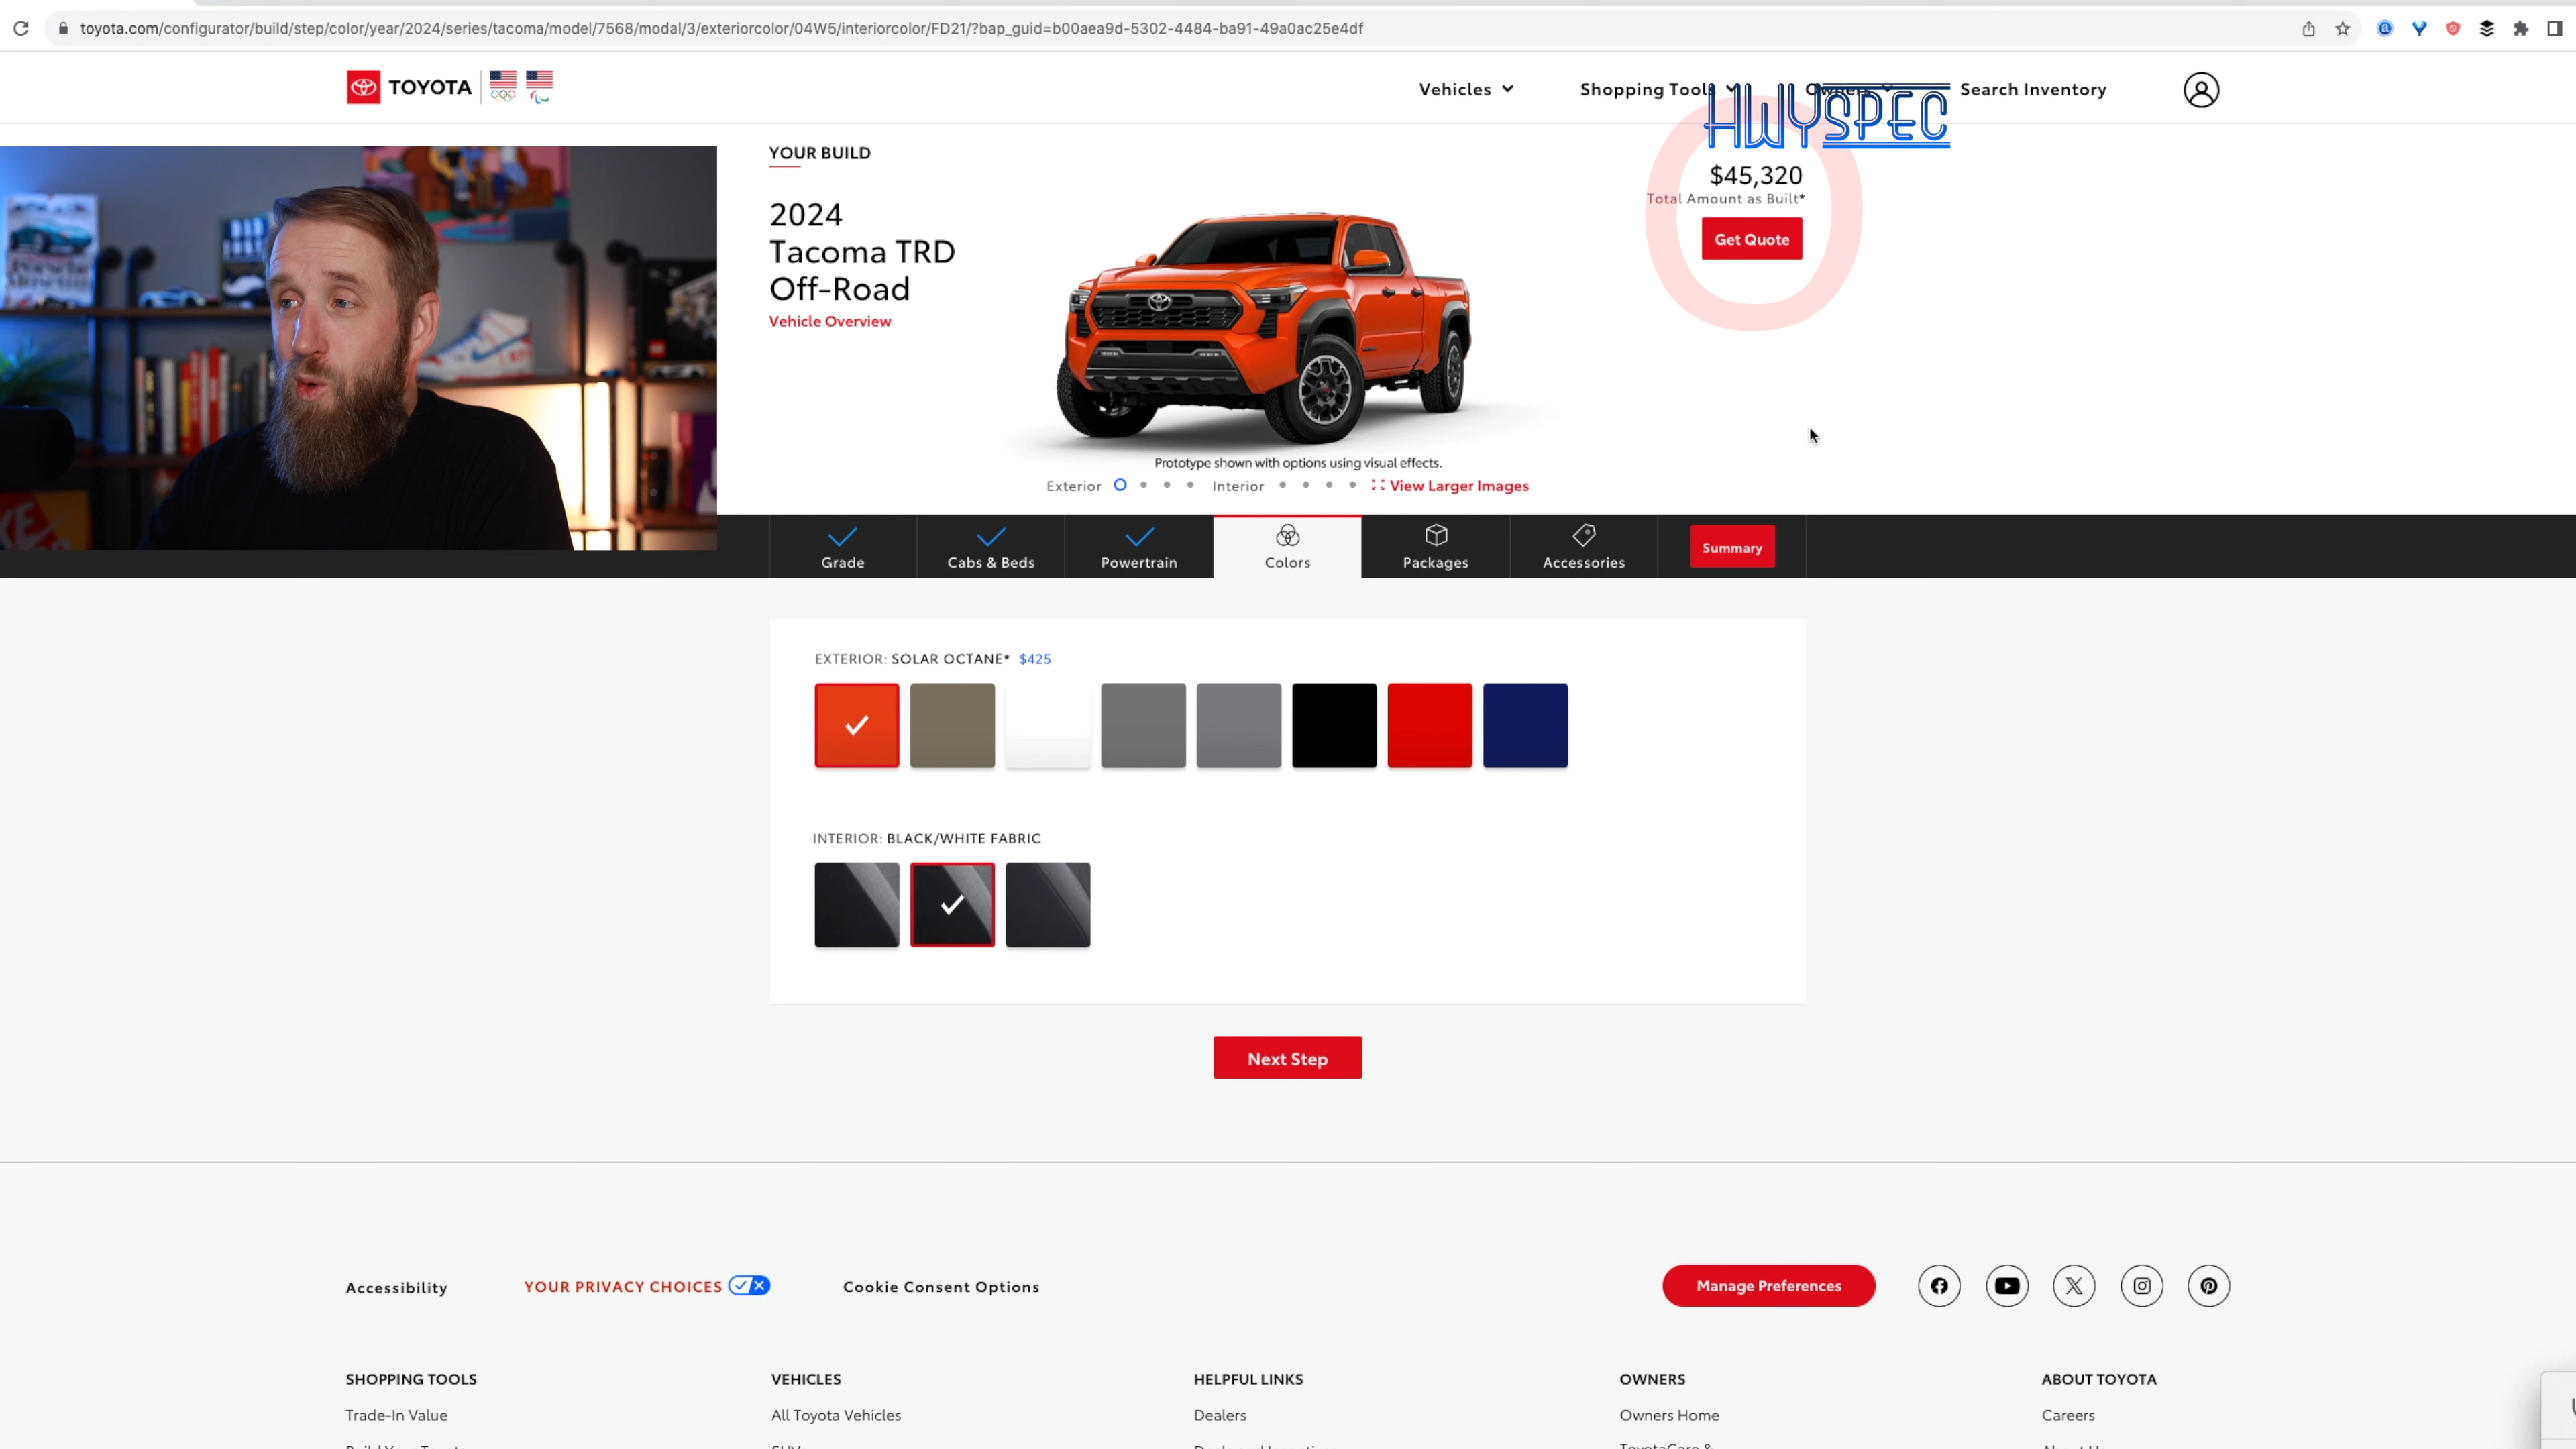 toyota.com/configurator/build/step/color/year/2024/series/tacoma/model/7568/modal/3/exteriorcolor/04W5/interiorcolor/FD21/?bap_guid=b00aea9d-5302-4484-ba91-49a0ac25e4df
TOYOTA
Vehicles
Shopping Tools
Owners
Search Inventory
HWYSPEC
YOUR BUILD
$45,320
Total Amount as Built*
Get Quote
2024
Tacoma TRD
Off-Road
Vehicle Overview
Prototype shown with options using visual effects.
Exterior
Interior
View Larger Images
Grade
Cabs & Beds
Powertrain
Colors
Packages
Accessories
Summary
EXTERIOR: SOLAR OCTANE* $425
INTERIOR: BLACK/WHITE FABRIC
Next Step
Accessibility
YOUR PRIVACY CHOICES
Cookie Consent Options
Manage Preferences
SHOPPING TOOLS
VEHICLES
HELPFUL LINKS
OWNERS
ABOUT TOYOTA
Trade-In Value
All Toyota Vehicles
Dealers
Owners Home
Careers